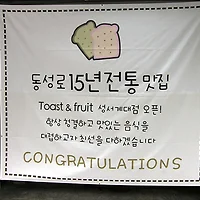 동성로15년전통맛집
Toast & fruit 성서계대점 오픈!
항상 청결하고 맛있는 음식을
대접하고자 최선을 다하겠습니다
CONGRATULATIONS